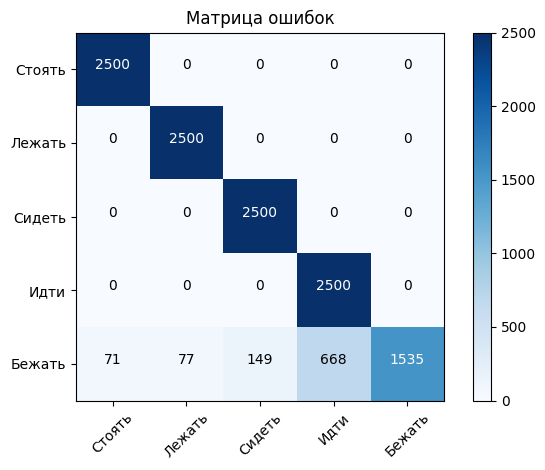 Матрица ошибок
Стоять 2500 0 0 0 0
Лежать 0 2500 0 0 0
Сидеть 0 0 2500 0 0
Идти 0 0 0 2500 0
Бежать 71 77 149 668 1535
Стоять Лежать Сидеть Идти Бежать
2500
2000
1500
1000
500
0